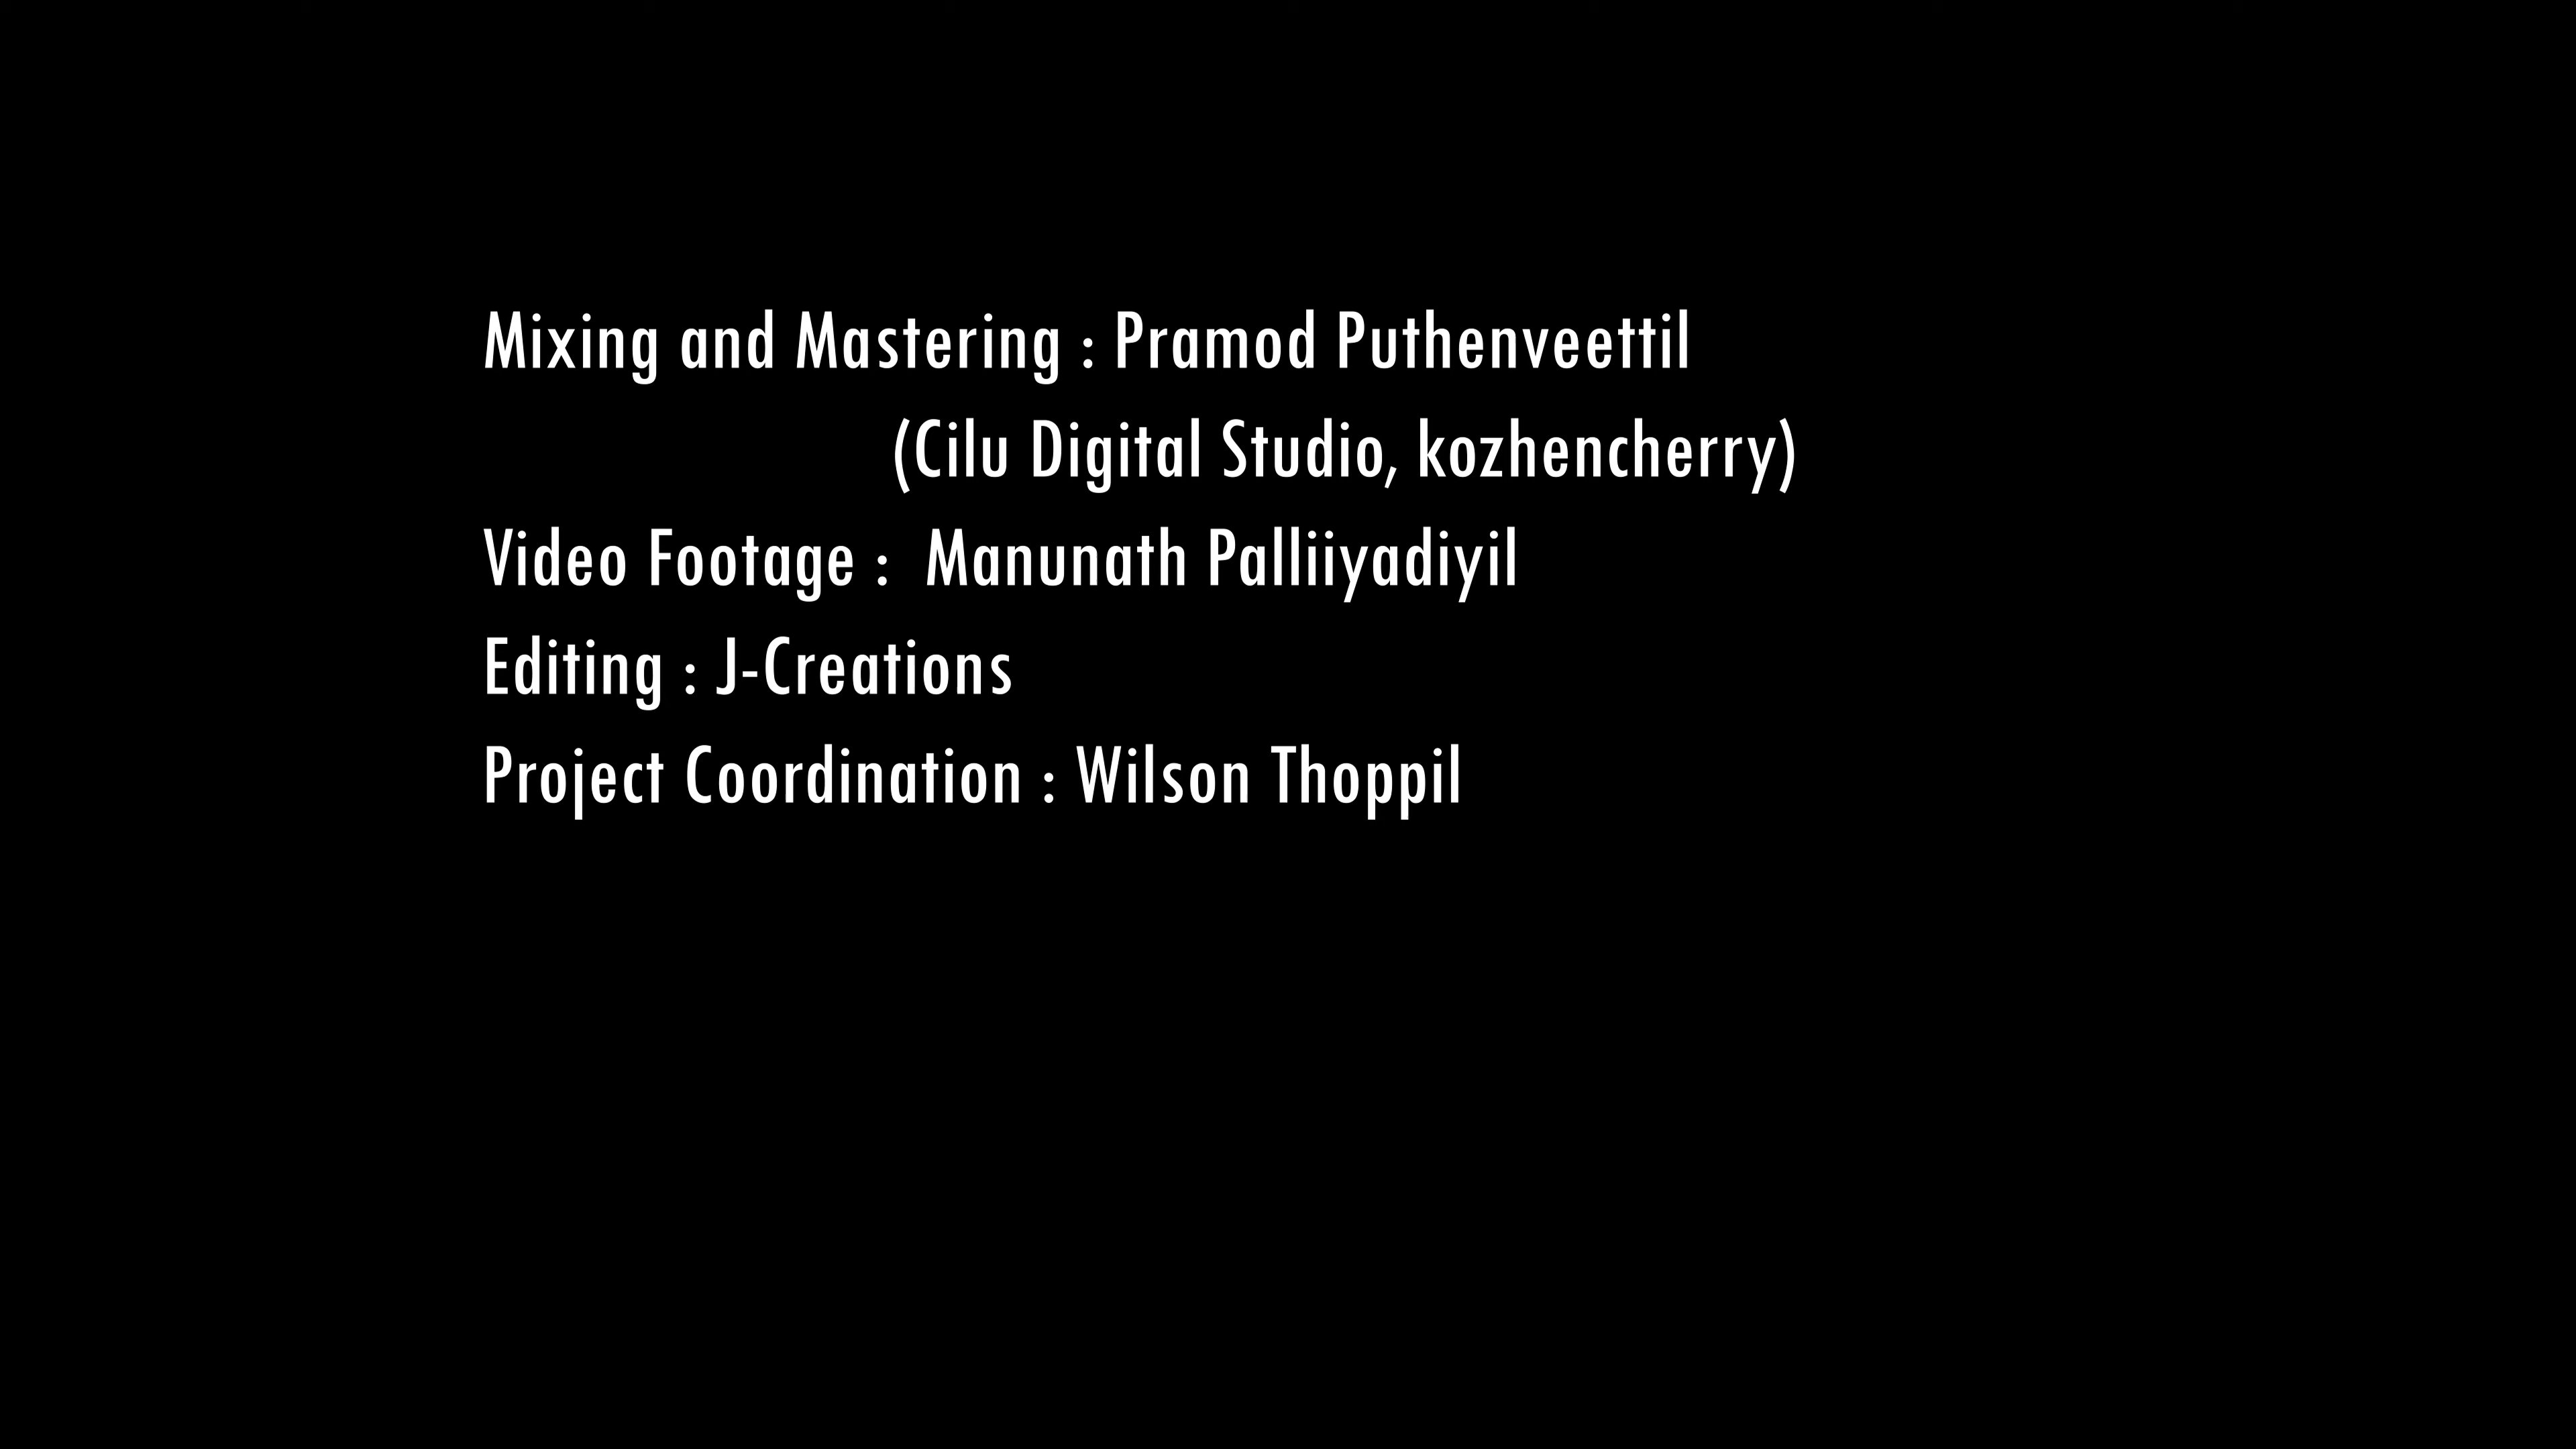 Mixing and Mastering : Pramod Puthenveettil
(Cilu Digital Studio, kozhencherry)
Video Footage :  Manunath Palliiyadiyil
Editing : J-Creations
Project Coordination : Wilson Thoppil